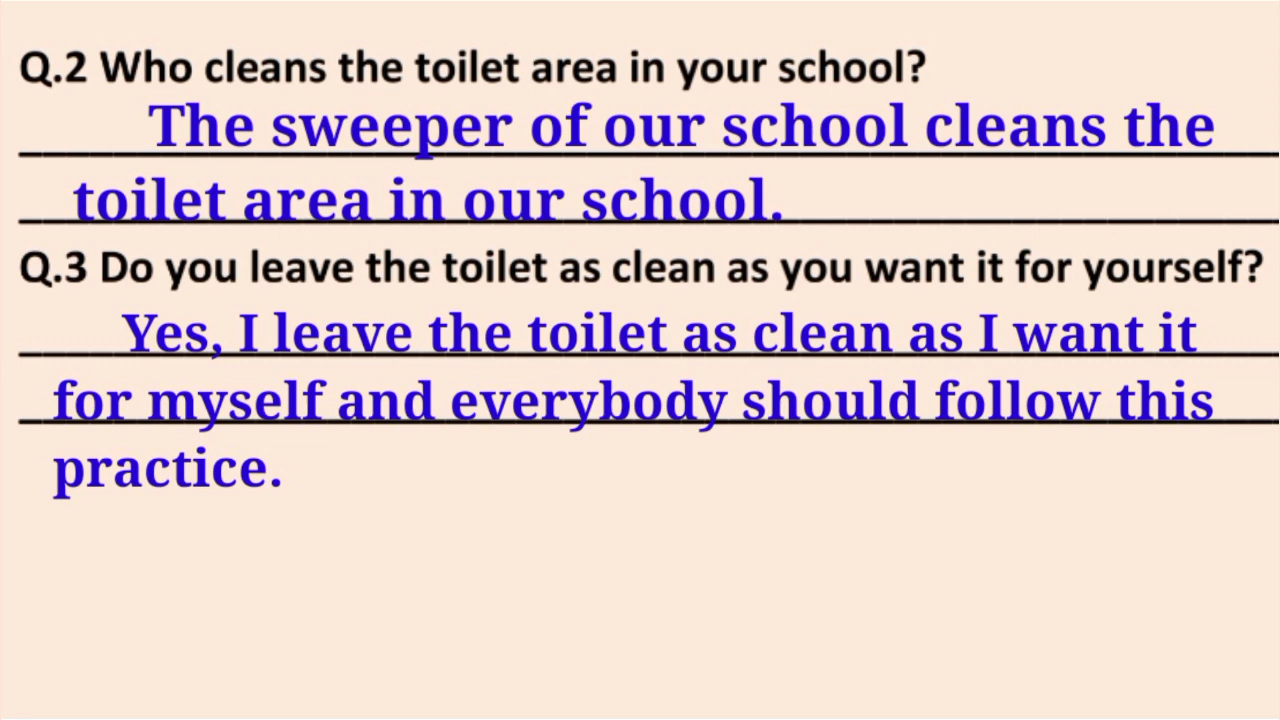 Q.2 Who cleans the toilet area in your school?
The sweeper of our school cleans the
toilet area in our school.
Q.3 Do you leave the toilet as clean as you want it for yourself?
Yes, I leave the toilet as clean as I want it
for myself and everybody should follow this
practice.